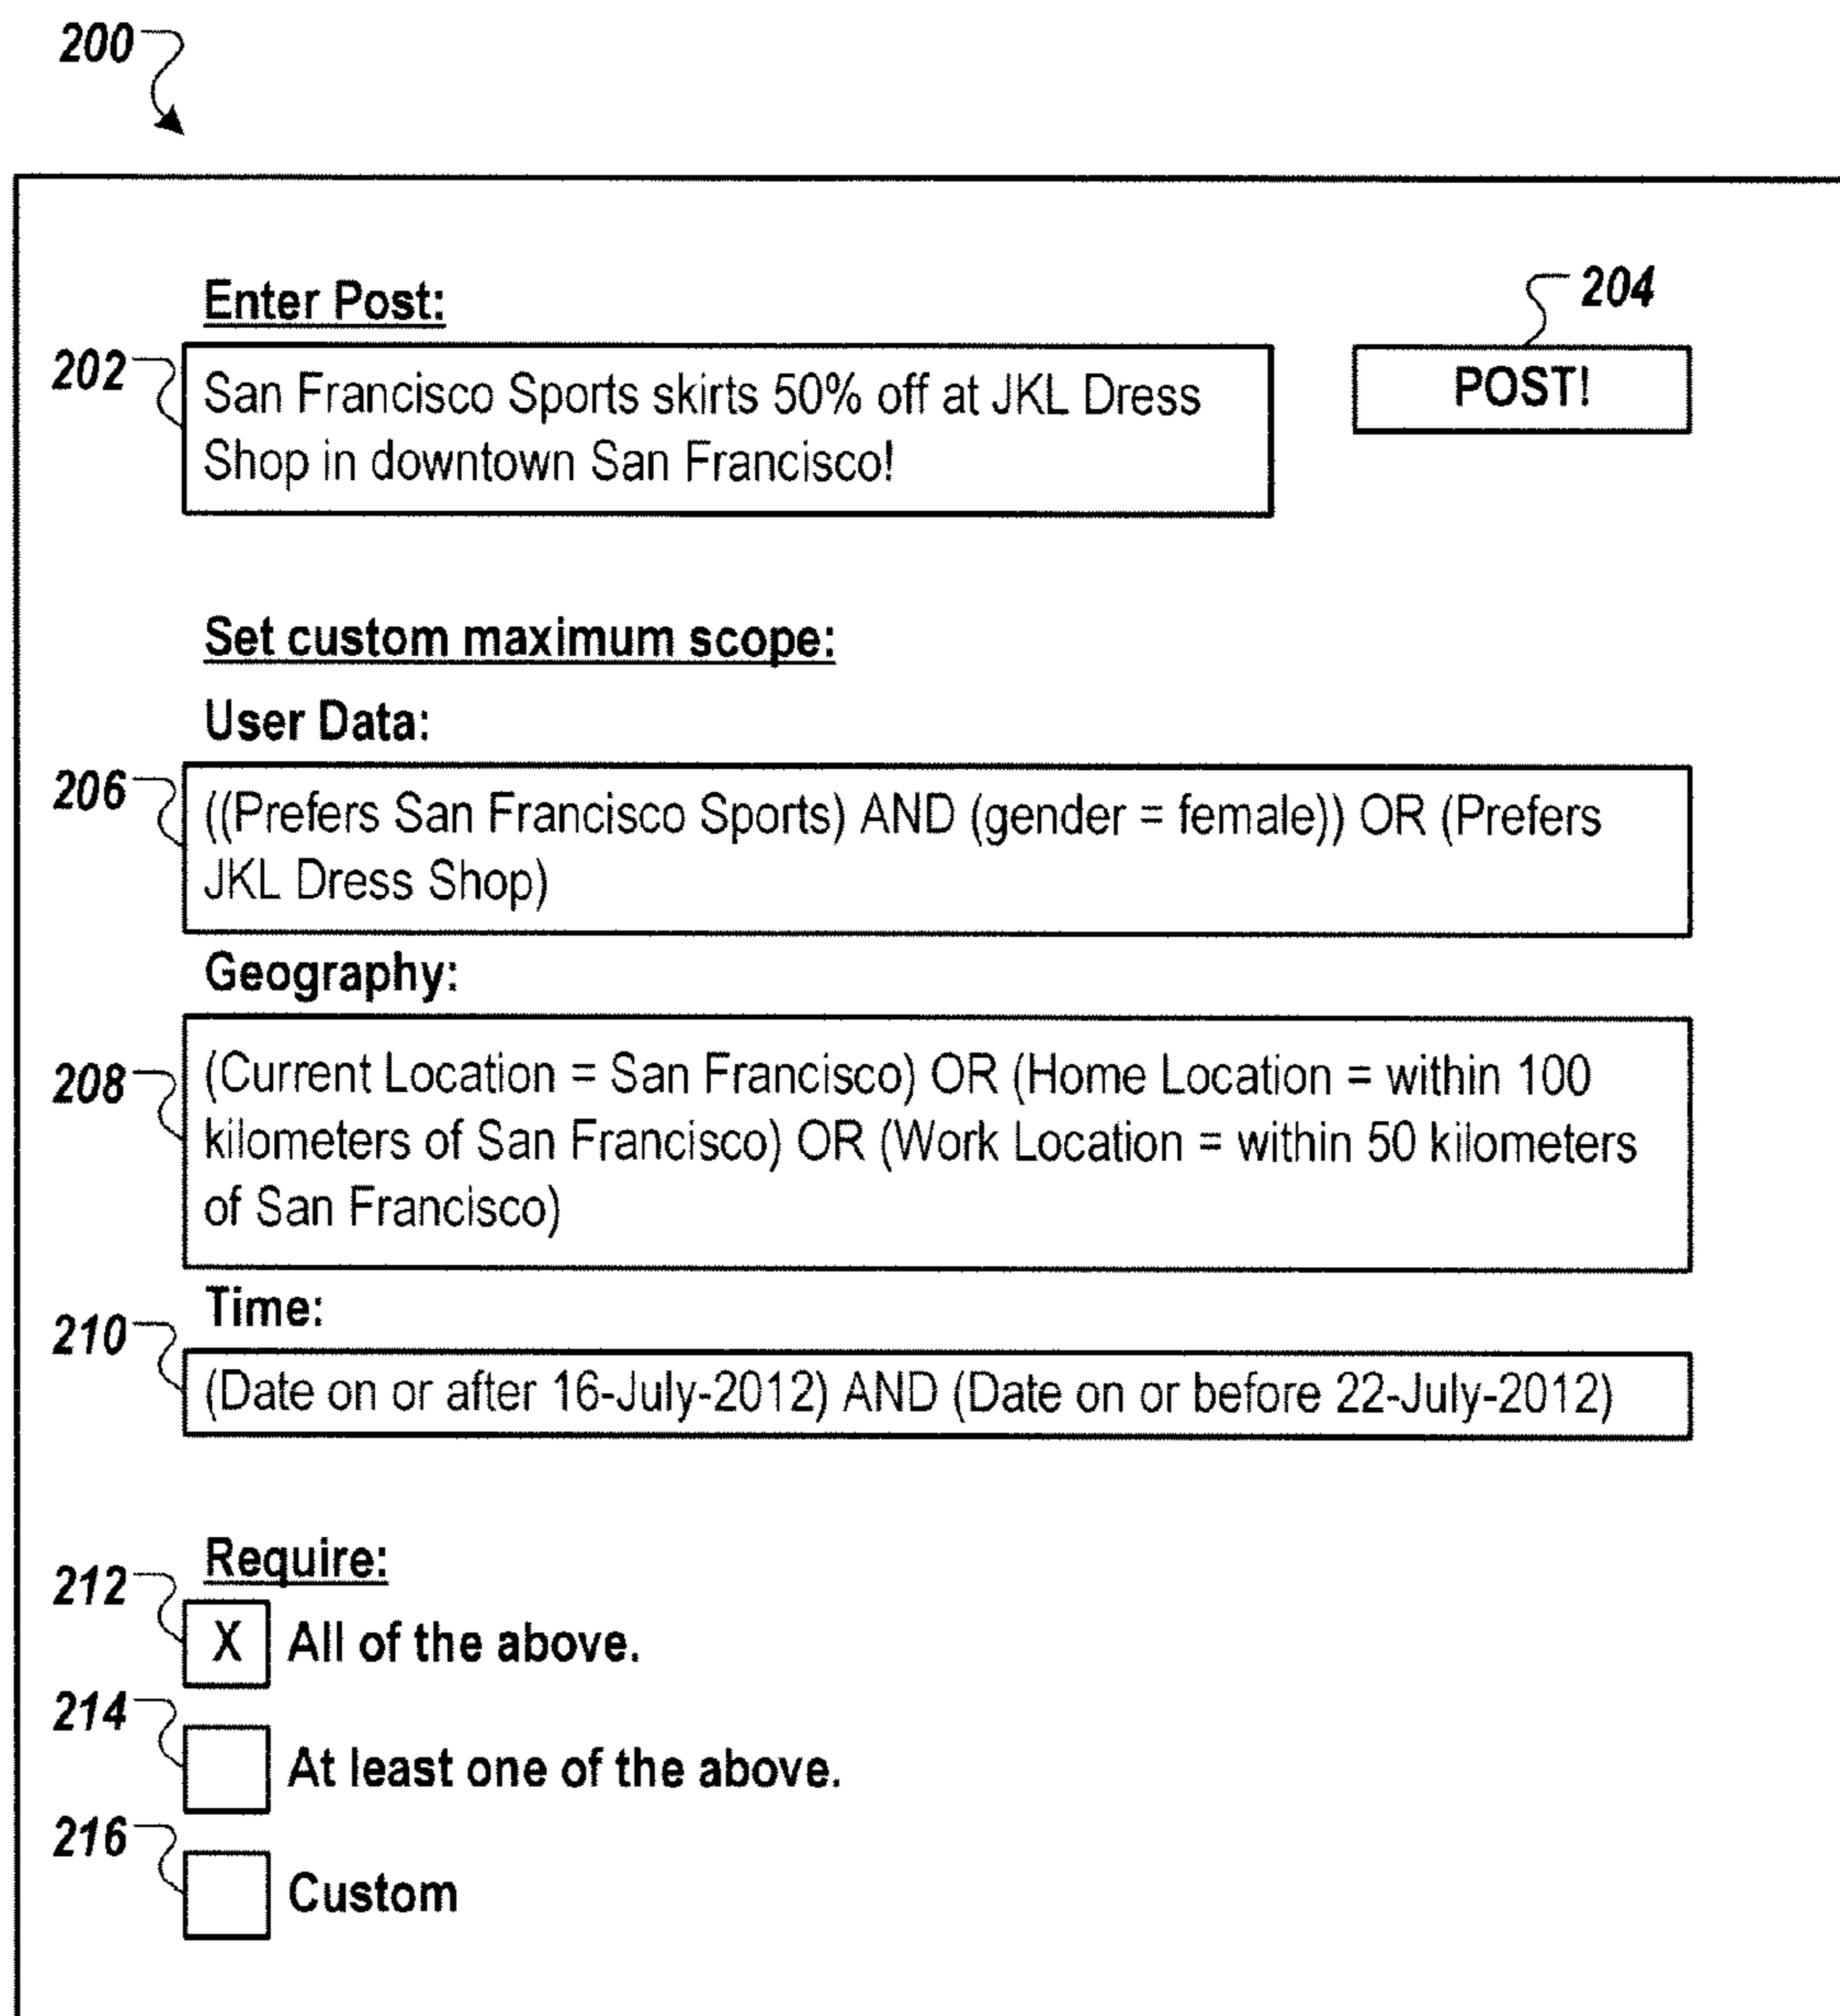 200
Enter Post:
204
202
San Francisco Sports skirts 50% off at JKL Dress
Shop in downtown San Francisco!
POST!
Set custom maximum scope:
User Data:
206
((Prefers San Francisco Sports) AND (gender = female)) OR (Prefers
JKL Dress Shop)
Geography:
208
(Current Location = San Francisco) OR (Home Location = within 100
kilometers of San Francisco) OR (Work Location = within 50 kilometers
of San Francisco)
Time:
210
(Date on or after 16-July-2012) AND (Date on or before 22-July-2012)
Require:
212
X All of the above.
214
At least one of the above.
216
Custom